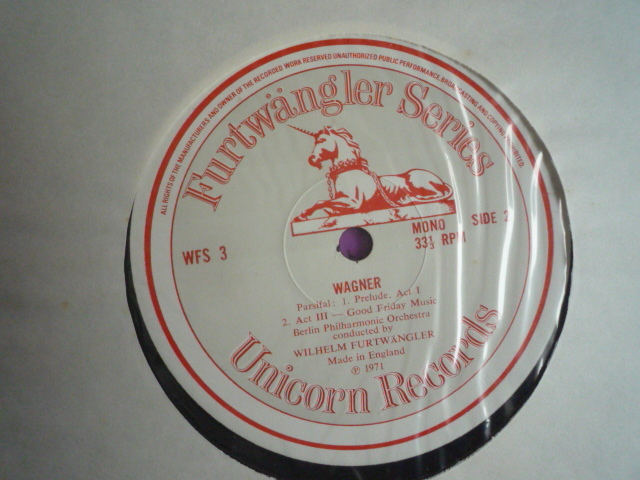 ALL RIGHTS OF THE MANUFACTURERS AND OWNER OF THE RECORDED WORK RESERVED UNAUTHORIZED PUBLIC PERFORMANCE, BROADCASTING AND COPYING PROHIBITED
Furtwängler Series
WFS 3
MONO
33⅓ RPM
SIDE 2
WAGNER
Parsifal: 1. Prelude, Act I
2. Act III — Good Friday Music
Berlin Philharmonic Orchestra
conducted by
WILHELM FURTWÄNGLER
Made in England
℗ 1971
Unicorn Records